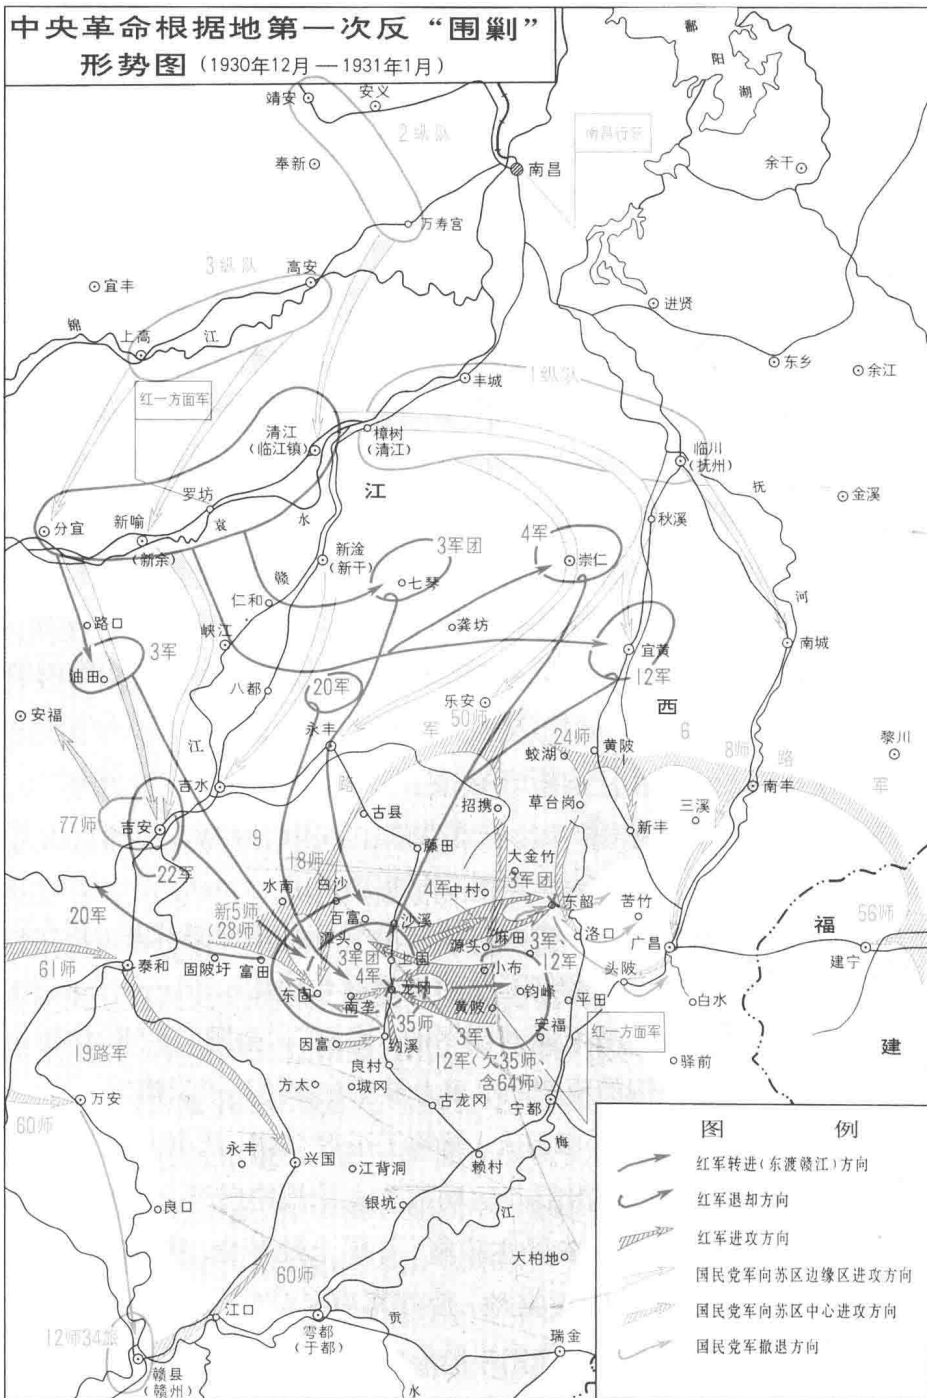 中央革命根据地第一次反“围剿”
形势图（1930年12月—1931年1月）
鄱
阳
湖
靖安
安义
2纵队
南昌行营
奉新
南昌
余干
万寿宫
3纵队
高安
宜丰
进贤
锦
上高
江
东乡
余江
丰城
1纵队
红一方面军
清江
（临江镇）
樟树
（清江）
临川
（抚州）
抚
江
罗坊
金溪
分宜
新喻
（新余）
袁
水
秋溪
新淦
（新干）
3军团
4军
崇仁
七琴
赣
仁和
河
路口
峡江
龚坊
南城
3军
宜黄
油田
八都
20军
12军
安福
乐安
西
50师
军
永丰
24师
黄陂
6
蛟湖
8师
路
黎川
江
吉水
路
南丰
招携
草台岗
三溪
军
77师
吉安
古县
新丰
9
藤田
大金竹
18师
22军
水南
白沙
4军
中村
3军团
20军
新5师
（28师）
百富
沙溪
东韶
苦竹
56师
潭头
源头
麻田
洛口
广昌
福
61师
3军团
上固
3军、
12军
建宁
泰和
固陂圩
富田
4军
小布
头陂
东固
龙冈
钧峰
南垄
黄陂
平田
白水
35师
安福
红一方面军
19路军
因富
约溪
3军
12军（欠35师、
含64师）
建
良村
驿前
方太
城冈
万安
古龙冈
宁都
60师
梅
图 例
永丰
兴国
江背洞
赖村
红军转进（东渡赣江）方向
良口
银坑
江
红军退却方向
红军进攻方向
大柏地
60师
国民党军向苏区边缘区进攻方向
江口
国民党军向苏区中心进攻方向
12师34旅
雩都
（于都）
贡
瑞金
国民党军撤退方向
赣县
（赣州）
水